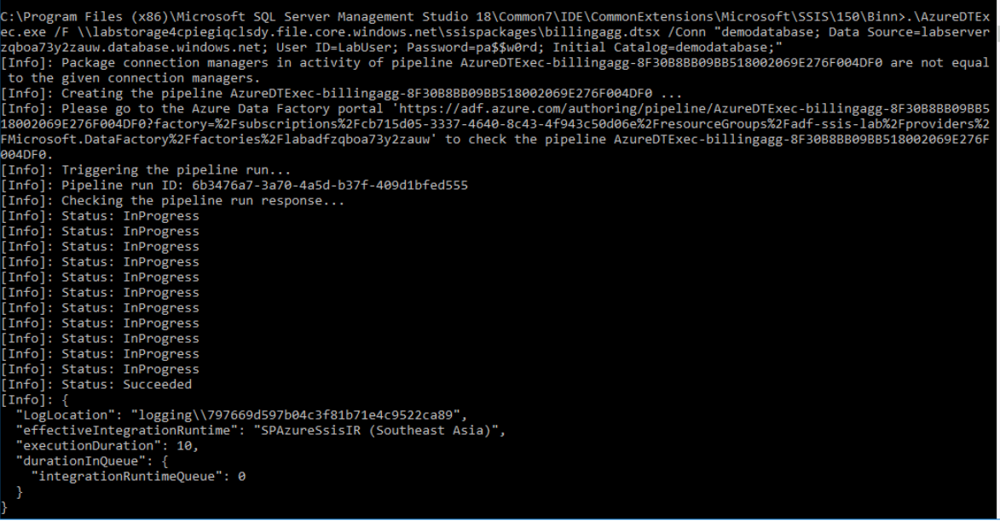 C:\Program Files (x86)\Microsoft SQL Server Management Studio 18\Common7\IDE\CommonExtensions\Microsoft\SSIS\150\Binn>.\AzureDTEx
ec.exe /F \\labstorage4cpiegiqclsdy.file.core.windows.net\ssispackages\billingagg.dtsx /Conn "demodatabase; Data Source=labserver
zqboa73y2zauw.database.windows.net; User ID=LabUser; Password=pa$$w0rd; Initial Catalog=demodatabase;"
[Info]: Package connection managers in activity of pipeline AzureDTExec-billingagg-8F30B8BB09BB518002069E276F004DF0 are not equal
 to the given connection managers.
[Info]: Creating the pipeline AzureDTExec-billingagg-8F30B8BB09BB518002069E276F004DF0 ...
[Info]: Please go to the Azure Data Factory portal 'https://adf.azure.com/authoring/pipeline/AzureDTExec-billingagg-8F30B8BB09BB5
18002069E276F004DF0?factory=%2Fsubscriptions%2Fcb715d05-3337-4640-8c43-4f943c50d06e%2FresourceGroups%2Fadf-ssis-lab%2Fproviders%2
FMicrosoft.DataFactory%2Ffactories%2Flabadfzqboa73y2zauw' to check the pipeline AzureDTExec-billingagg-8F30B8BB09BB518002069E276F
004DF0.
[Info]: Triggering the pipeline run...
[Info]: Pipeline run ID: 6b3476a7-3a70-4a5d-b37f-409d1bfed555
[Info]: Checking the pipeline run response...
[Info]: Status: InProgress
[Info]: Status: InProgress
[Info]: Status: InProgress
[Info]: Status: InProgress
[Info]: Status: InProgress
[Info]: Status: InProgress
[Info]: Status: InProgress
[Info]: Status: InProgress
[Info]: Status: InProgress
[Info]: Status: InProgress
[Info]: Status: InProgress
[Info]: Status: Succeeded
[Info]: {
  "LogLocation": "logging\\797669d597b04c3f81b71e4c9522ca89",
  "effectiveIntegrationRuntime": "SPAzureSsisIR (Southeast Asia)",
  "executionDuration": 10,
  "durationInQueue": {
    "integrationRuntimeQueue": 0
  }
}